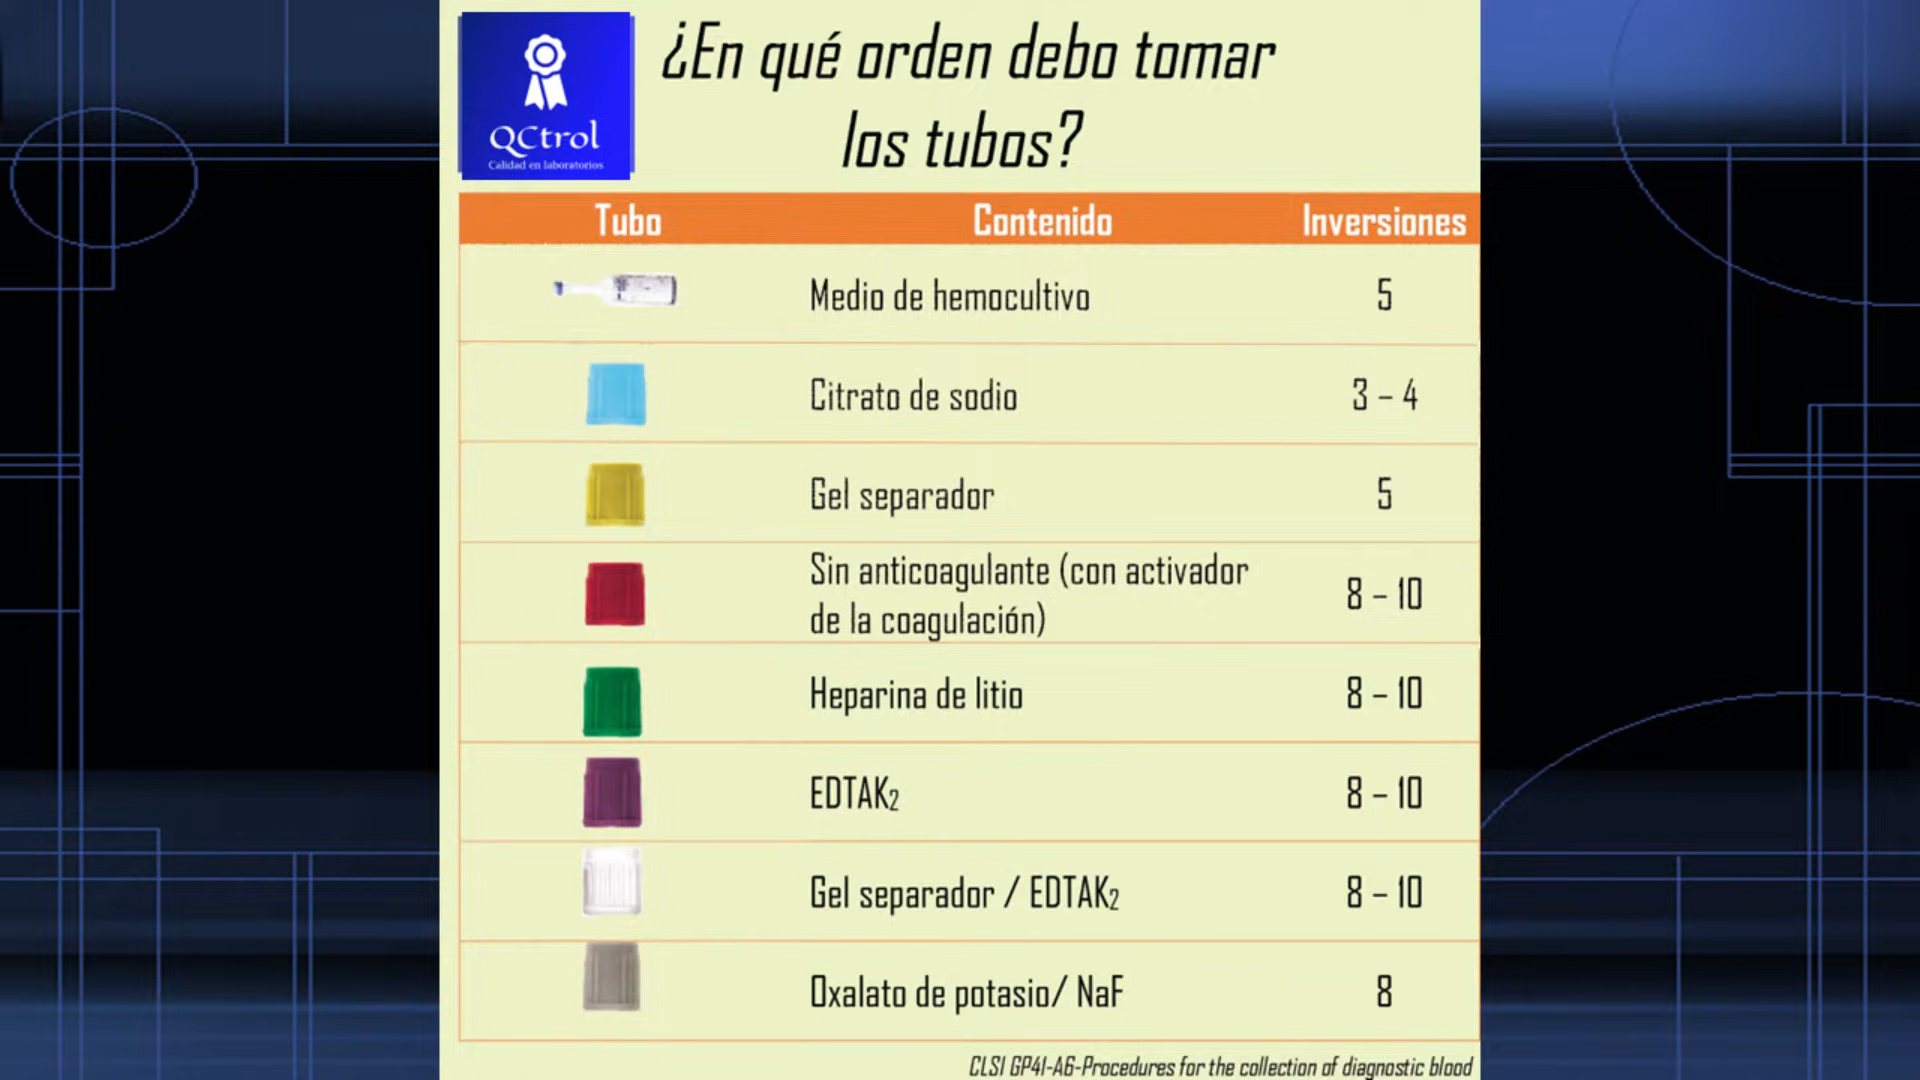 QCtrol
Calidad en laboratorios
¿En qué orden debo tomar
los tubos?
Tubo Contenido Inversiones
Medio de hemocultivo 5
Citrato de sodio 3 – 4
Gel separador 5
Sin anticoagulante (con activador
de la coagulación) 8 – 10
Heparina de litio 8 – 10
EDTAK₂ 8 – 10
Gel separador / EDTAK₂ 8 – 10
Oxalato de potasio/ NaF 8
CLSI GP41-A6-Procedures for the collection of diagnostic blood